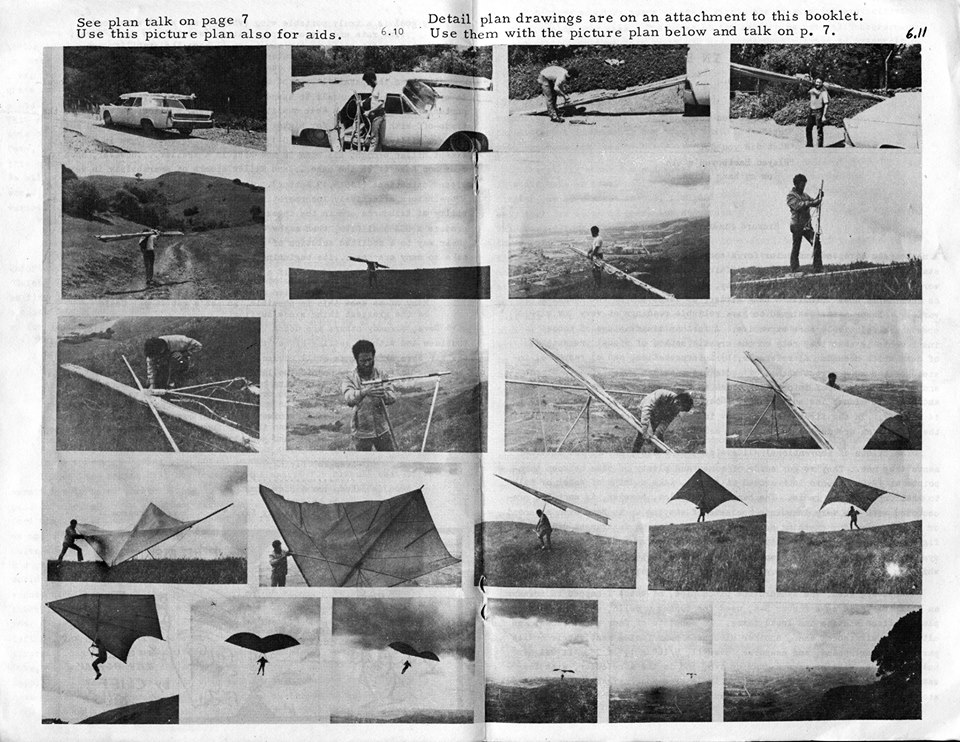 See plan talk on page 7
Use this picture plan also for aids.
6.10
Detail plan drawings are on an attachment to this booklet.
Use them with the picture plan below and talk on p. 7.
6.11